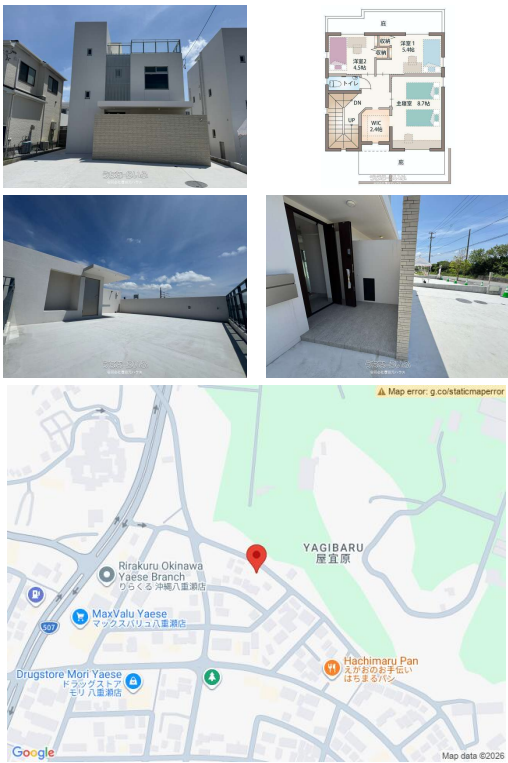 庇
収納
洋室1
5.4帖
収納
洋室2
4.5帖
トイレ
DN
UP
主寝室 8.7帖
WIC
2.4帖
庇
Map error: g.co/staticmaperror
YAGIBARU
屋宜原
Rirakuru Okinawa
Yaese Branch
りらくる 沖縄八重瀬店
MaxValu Yaese
マックスバリュ八重瀬店
507
Hachimaru Pan
えがおのお手伝い
はちまるパン
Drugstore Mori Yaese
ドラッグストア
モリ 八重瀬店
Google
Map data ©2026